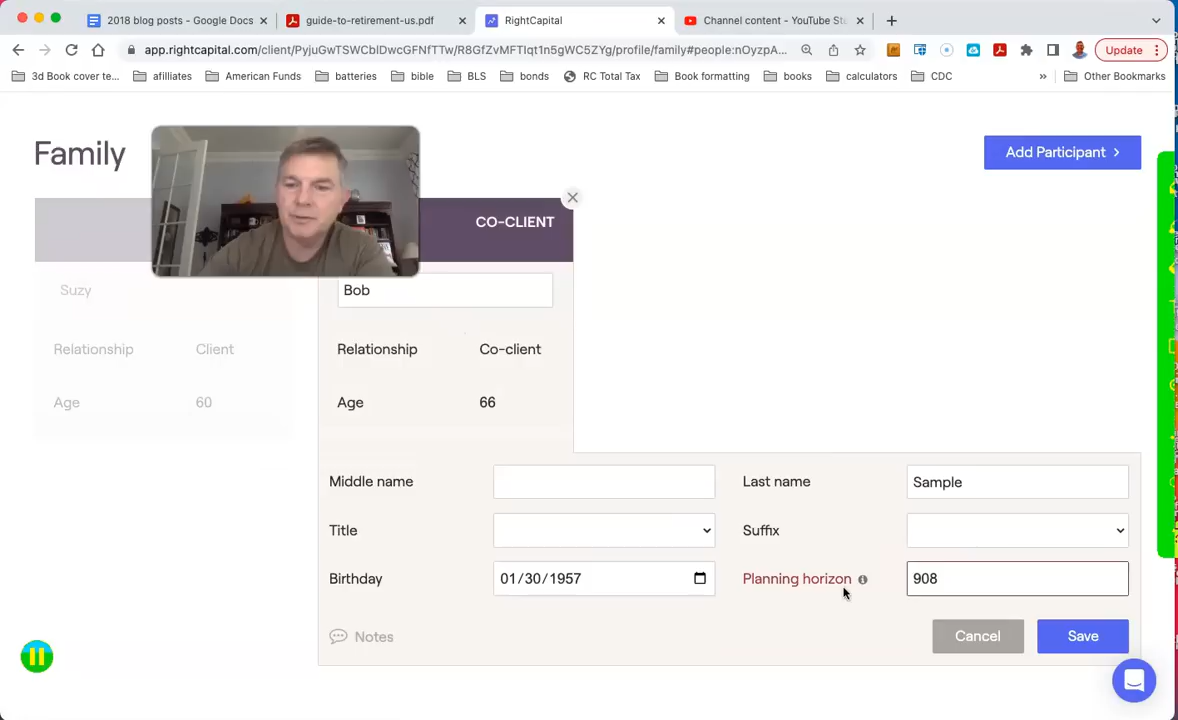 2018 blog posts - Google Docs
guide-to-retirement-us.pdf
RightCapital
Channel content - YouTube Stu
app.rightcapital.com/client/PyjuGwTSWCblDwcGFNfTTw/R8GfZvMFTIqt1n5gWC5ZYg/profile/family#people:nOyzpA...
Update
3d Book cover te...
afilliates
American Funds
batteries
bible
BLS
bonds
RC Total Tax
Book formatting
books
calculators
CDC
»
Other Bookmarks
Family
Add Participant
CO-CLIENT
Suzy
Bob
Relationship Client
Relationship Co-client
Age 60
Age 66
Middle name
Last name Sample
Title
Suffix
Birthday 01/30/1957
Planning horizon 908
Notes
Cancel
Save